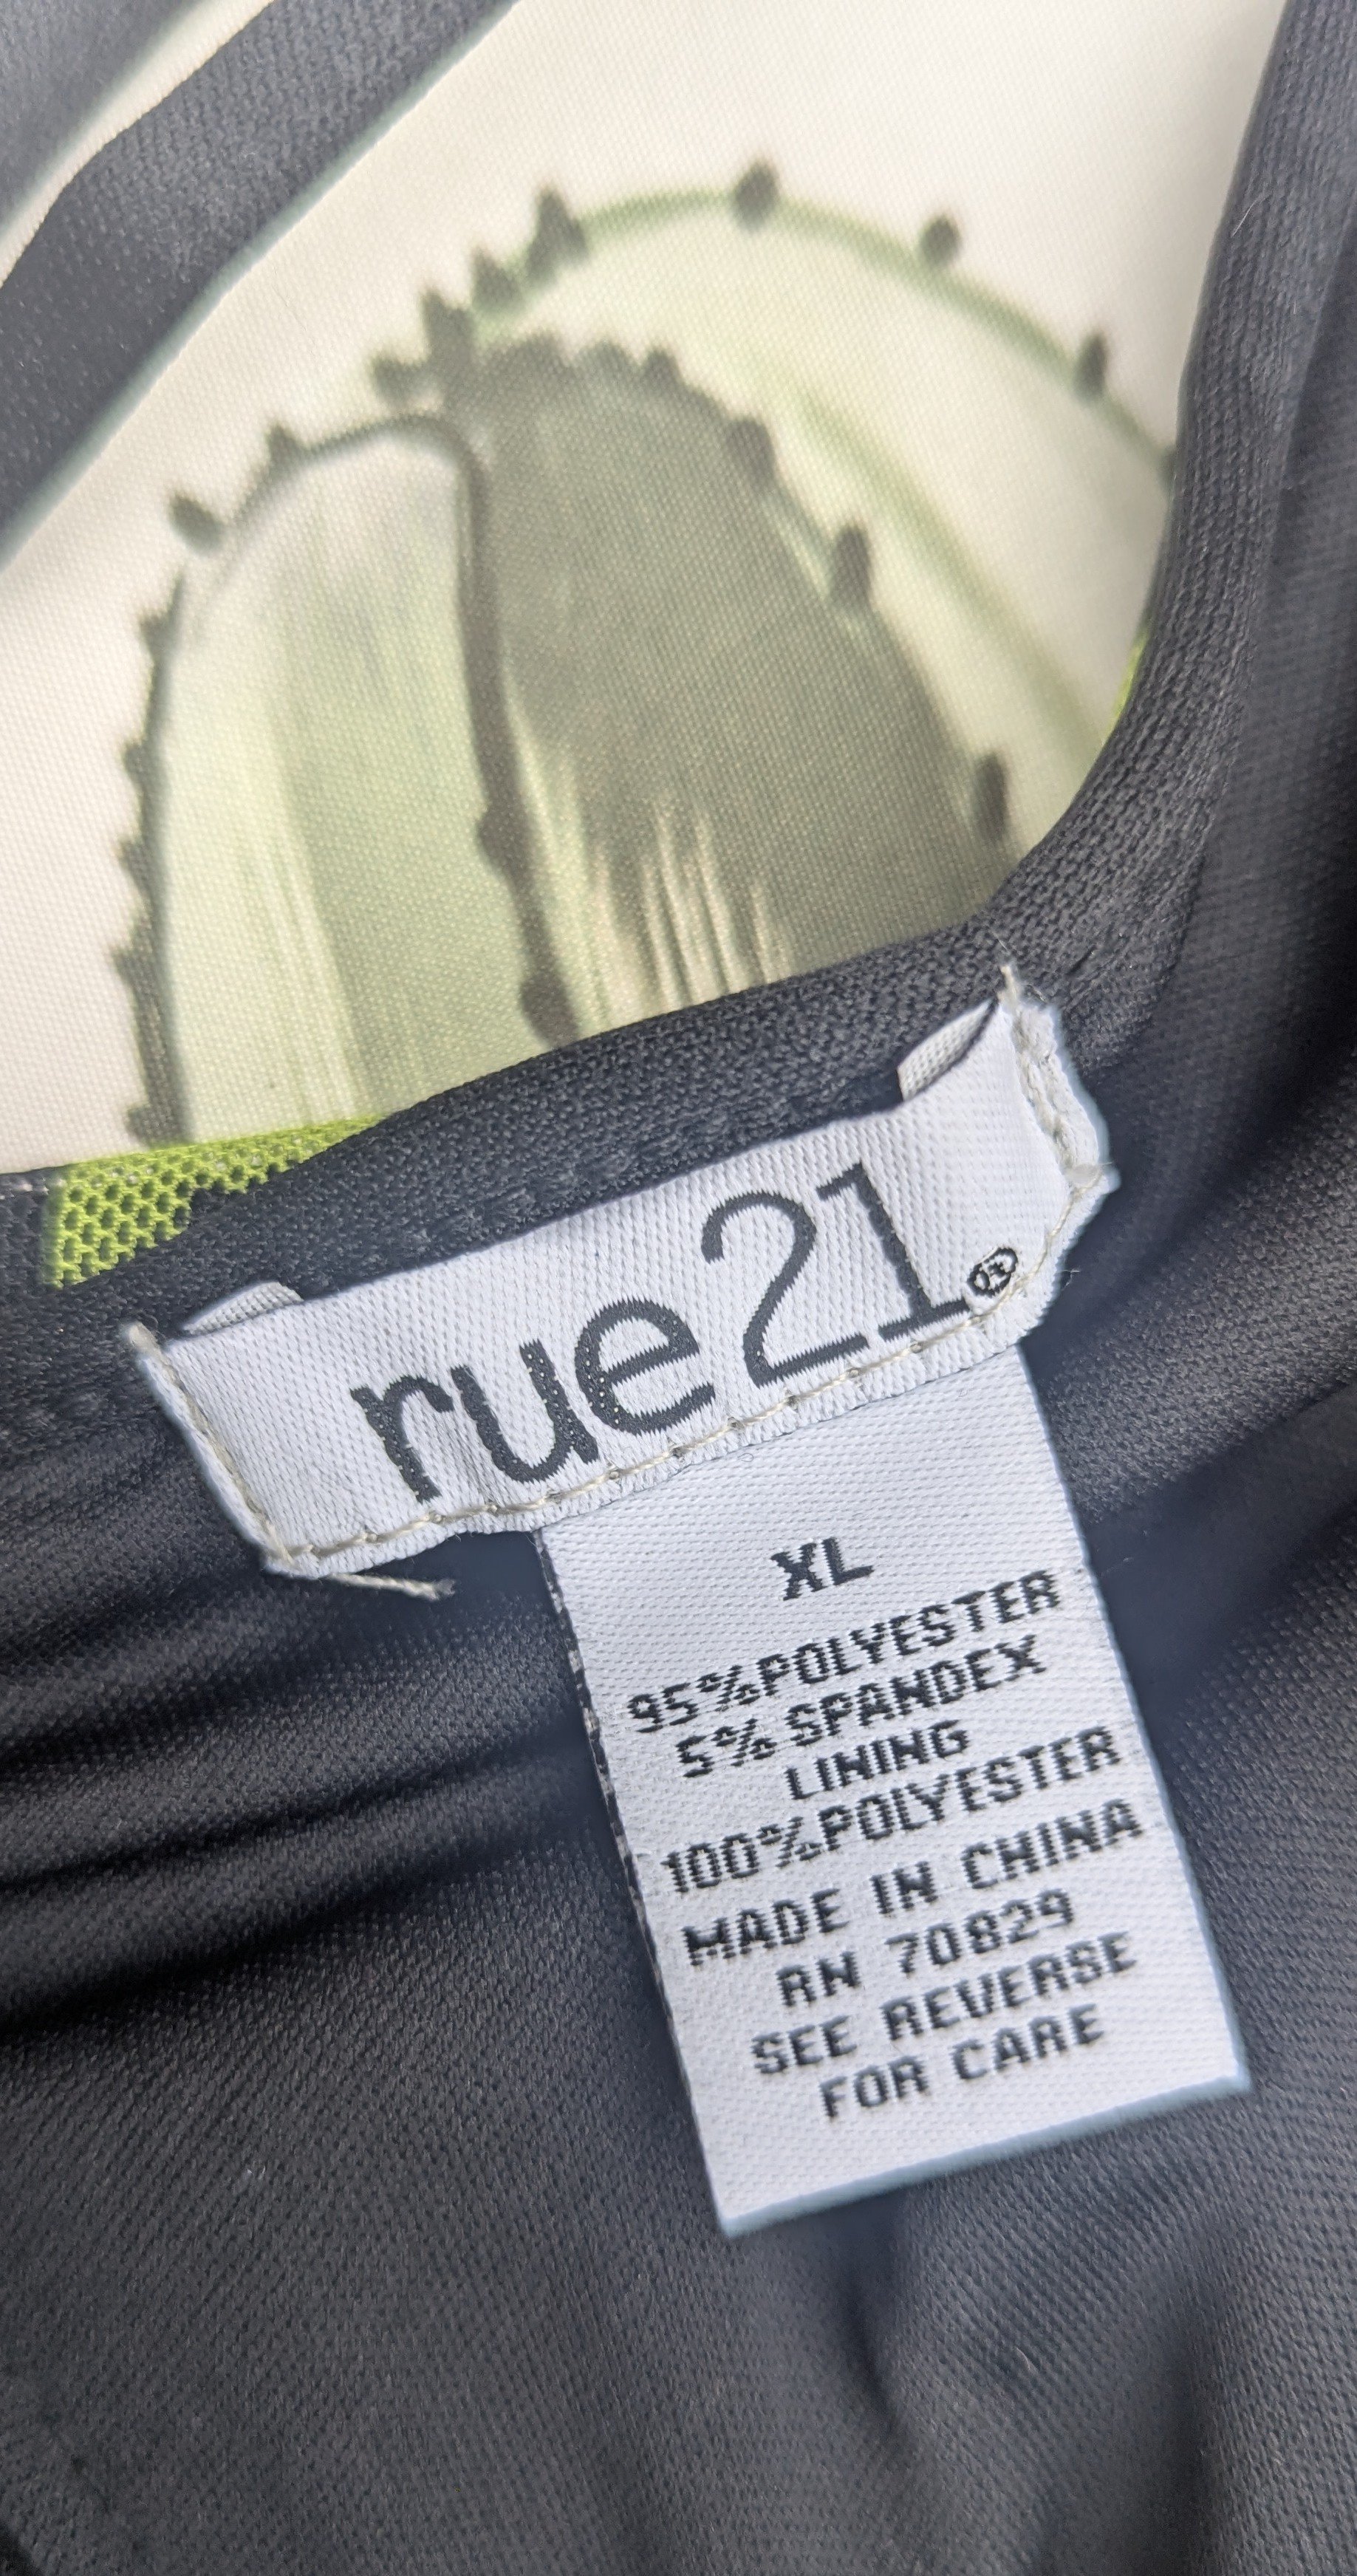 rue21®
XL
95%POLYESTER
5% SPANDEX
LINING
100%POLYESTER
MADE IN CHINA
RN 70829
SEE REVERSE
FOR CARE